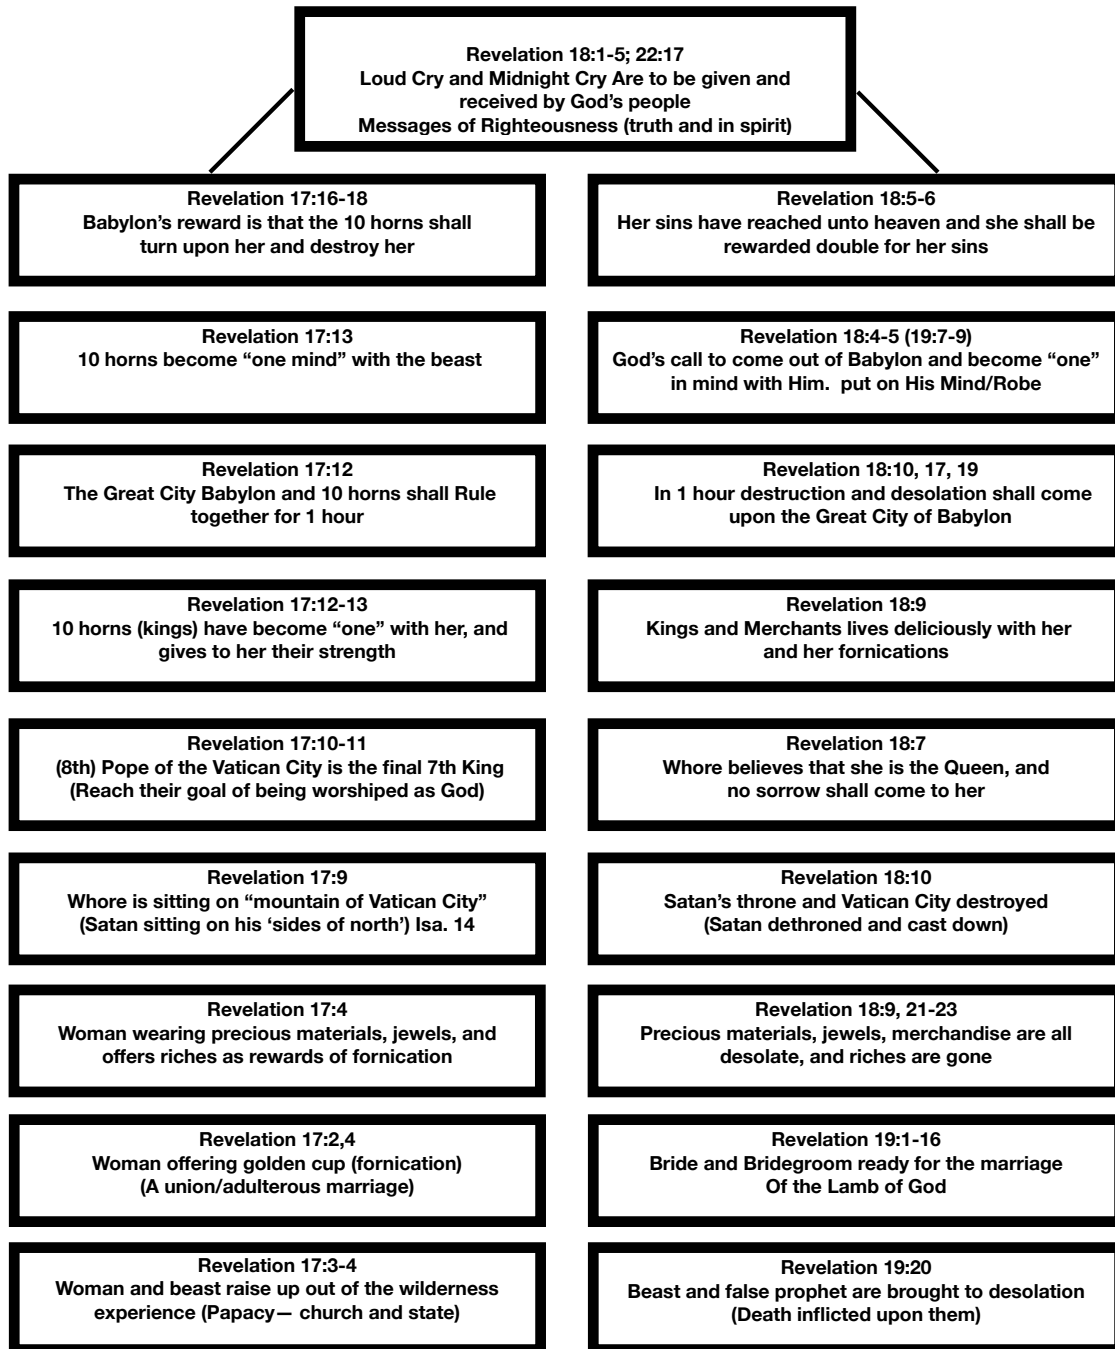 Revelation 18:1-5; 22:17
Loud Cry and Midnight Cry Are to be given and
received by God’s people
Messages of Righteousness (truth and in spirit)
Revelation 17:16-18
Babylon’s reward is that the 10 horns shall
turn upon her and destroy her
Revelation 18:5-6
Her sins have reached unto heaven and she shall be
rewarded double for her sins
Revelation 17:13
10 horns become “one mind” with the beast
Revelation 18:4-5 (19:7-9)
God’s call to come out of Babylon and become “one”
in mind with Him.  put on His Mind/Robe
Revelation 17:12
The Great City Babylon and 10 horns shall Rule
together for 1 hour
Revelation 18:10, 17, 19
In 1 hour destruction and desolation shall come
upon the Great City of Babylon
Revelation 17:12-13
10 horns (kings) have become “one” with her, and
gives to her their strength
Revelation 18:9
Kings and Merchants lives deliciously with her
and her fornications
Revelation 17:10-11
(8th) Pope of the Vatican City is the final 7th King
(Reach their goal of being worshiped as God)
Revelation 18:7
Whore believes that she is the Queen, and
no sorrow shall come to her
Revelation 17:9
Whore is sitting on “mountain of Vatican City”
(Satan sitting on his ‘sides of north’) Isa. 14
Revelation 18:10
Satan’s throne and Vatican City destroyed
(Satan dethroned and cast down)
Revelation 17:4
Woman wearing precious materials, jewels, and
offers riches as rewards of fornication
Revelation 18:9, 21-23
Precious materials, jewels, merchandise are all
desolate, and riches are gone
Revelation 17:2,4
Woman offering golden cup (fornication)
(A union/adulterous marriage)
Revelation 19:1-16
Bride and Bridegroom ready for the marriage
Of the Lamb of God
Revelation 17:3-4
Woman and beast raise up out of the wilderness
experience (Papacy— church and state)
Revelation 19:20
Beast and false prophet are brought to desolation
(Death inflicted upon them)